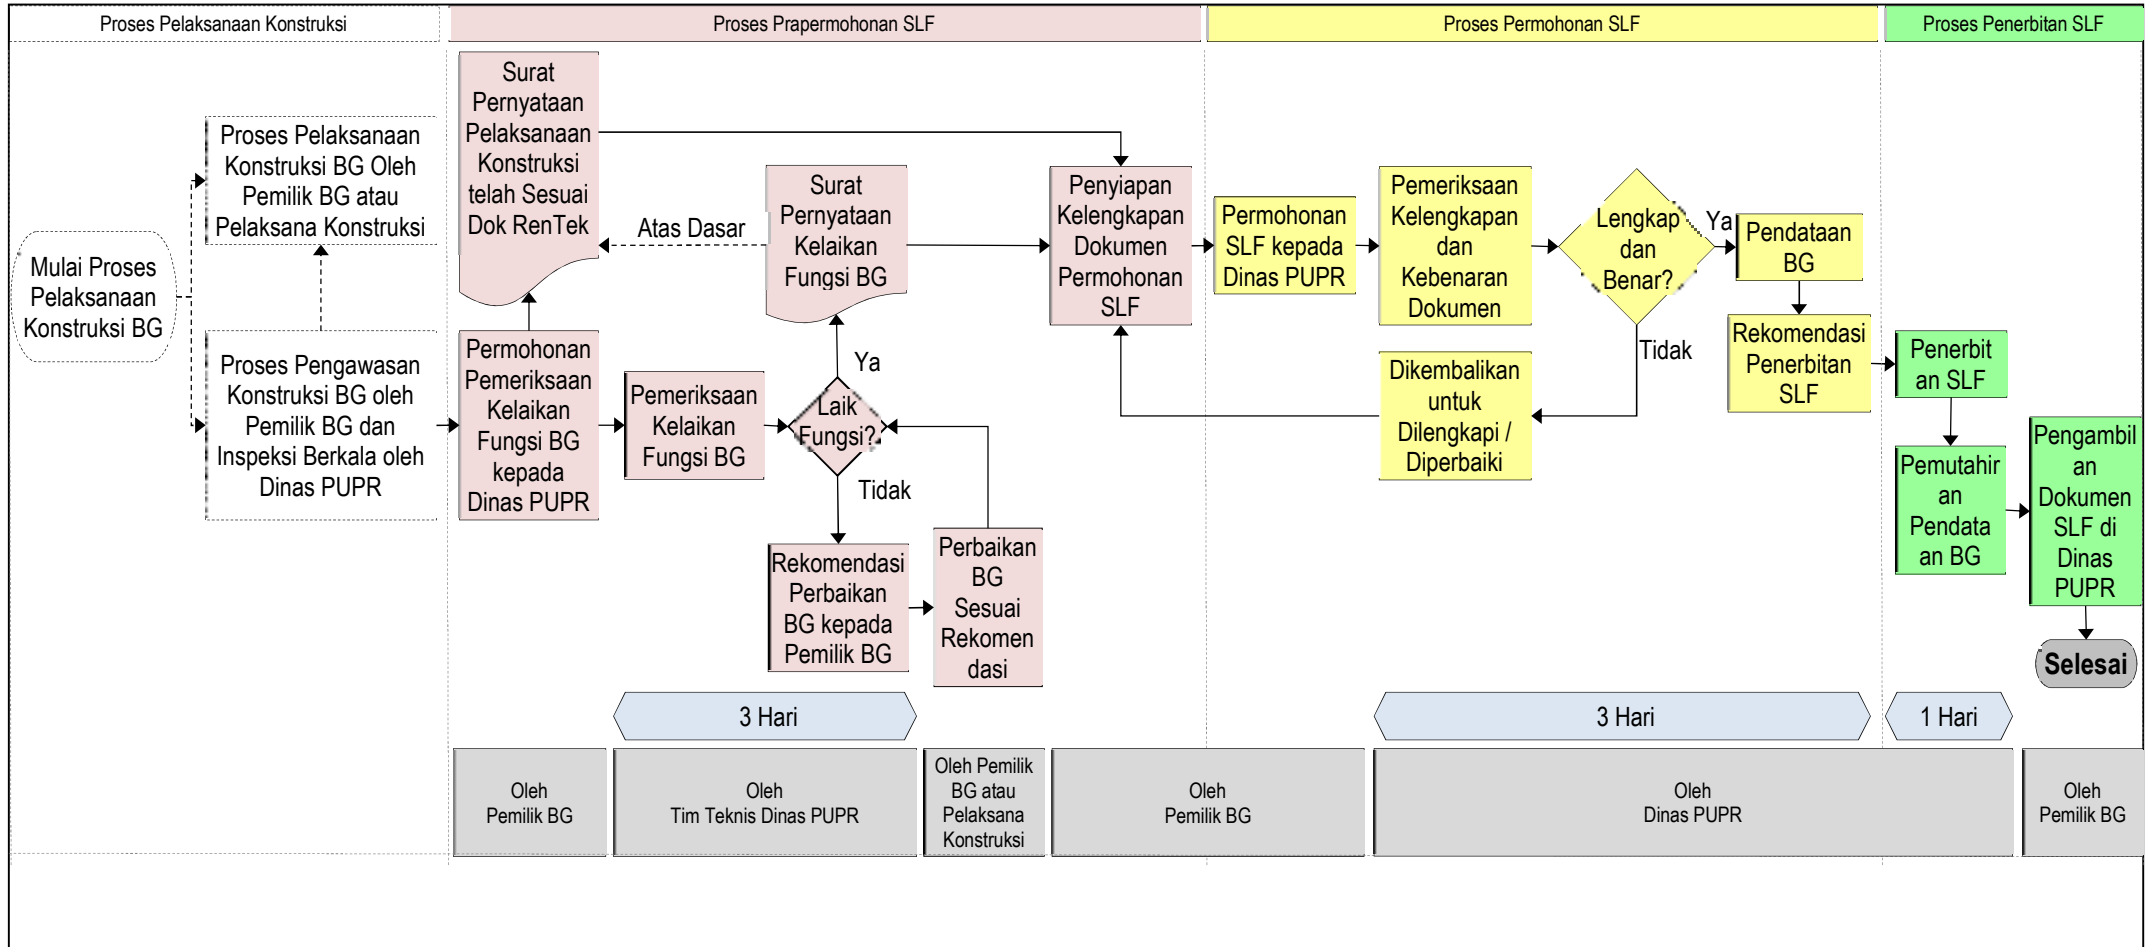 Proses Pelaksanaan Konstruksi
Proses Prapermohonan SLF
Proses Permohonan SLF
Proses Penerbitan SLF
Mulai Proses
Pelaksanaan
Konstruksi BG
Proses Pelaksanaan
Konstruksi BG Oleh
Pemilik BG atau
Pelaksana Konstruksi
Proses Pengawasan
Konstruksi BG oleh
Pemilik BG dan
Inspeksi Berkala oleh
Dinas PUPR
Surat
Pernyataan
Pelaksanaan
Konstruksi
telah Sesuai
Dok RenTek
Permohonan
Pemeriksaan
Kelaikan
Fungsi BG
kepada
Dinas PUPR
Atas Dasar
Surat
Pernyataan
Kelaikan
Fungsi BG
Pemeriksaan
Kelaikan
Fungsi BG
Ya
Laik
Fungsi?
Tidak
Rekomendasi
Perbaikan
BG kepada
Pemilik BG
Perbaikan
BG
Sesuai
Rekomen
dasi
Penyiapan
Kelengkapan
Dokumen
Permohonan
SLF
Permohonan
SLF kepada
Dinas PUPR
Pemeriksaan
Kelengkapan
dan
Kebenaran
Dokumen
Lengkap
dan
Benar?
Ya
Tidak
Dikembalikan
untuk
Dilengkapi /
Diperbaiki
Pendataan
BG
Rekomendasi
Penerbitan
SLF
Penerbit
an SLF
Pemutahir
an
Pendata
an BG
Pengambil
an
Dokumen
SLF di
Dinas
PUPR
Selesai
3 Hari
3 Hari
1 Hari
Oleh
Pemilik BG
Oleh
Tim Teknis Dinas PUPR
Oleh Pemilik
BG atau
Pelaksana
Konstruksi
Oleh
Pemilik BG
Oleh
Dinas PUPR
Oleh
Pemilik BG